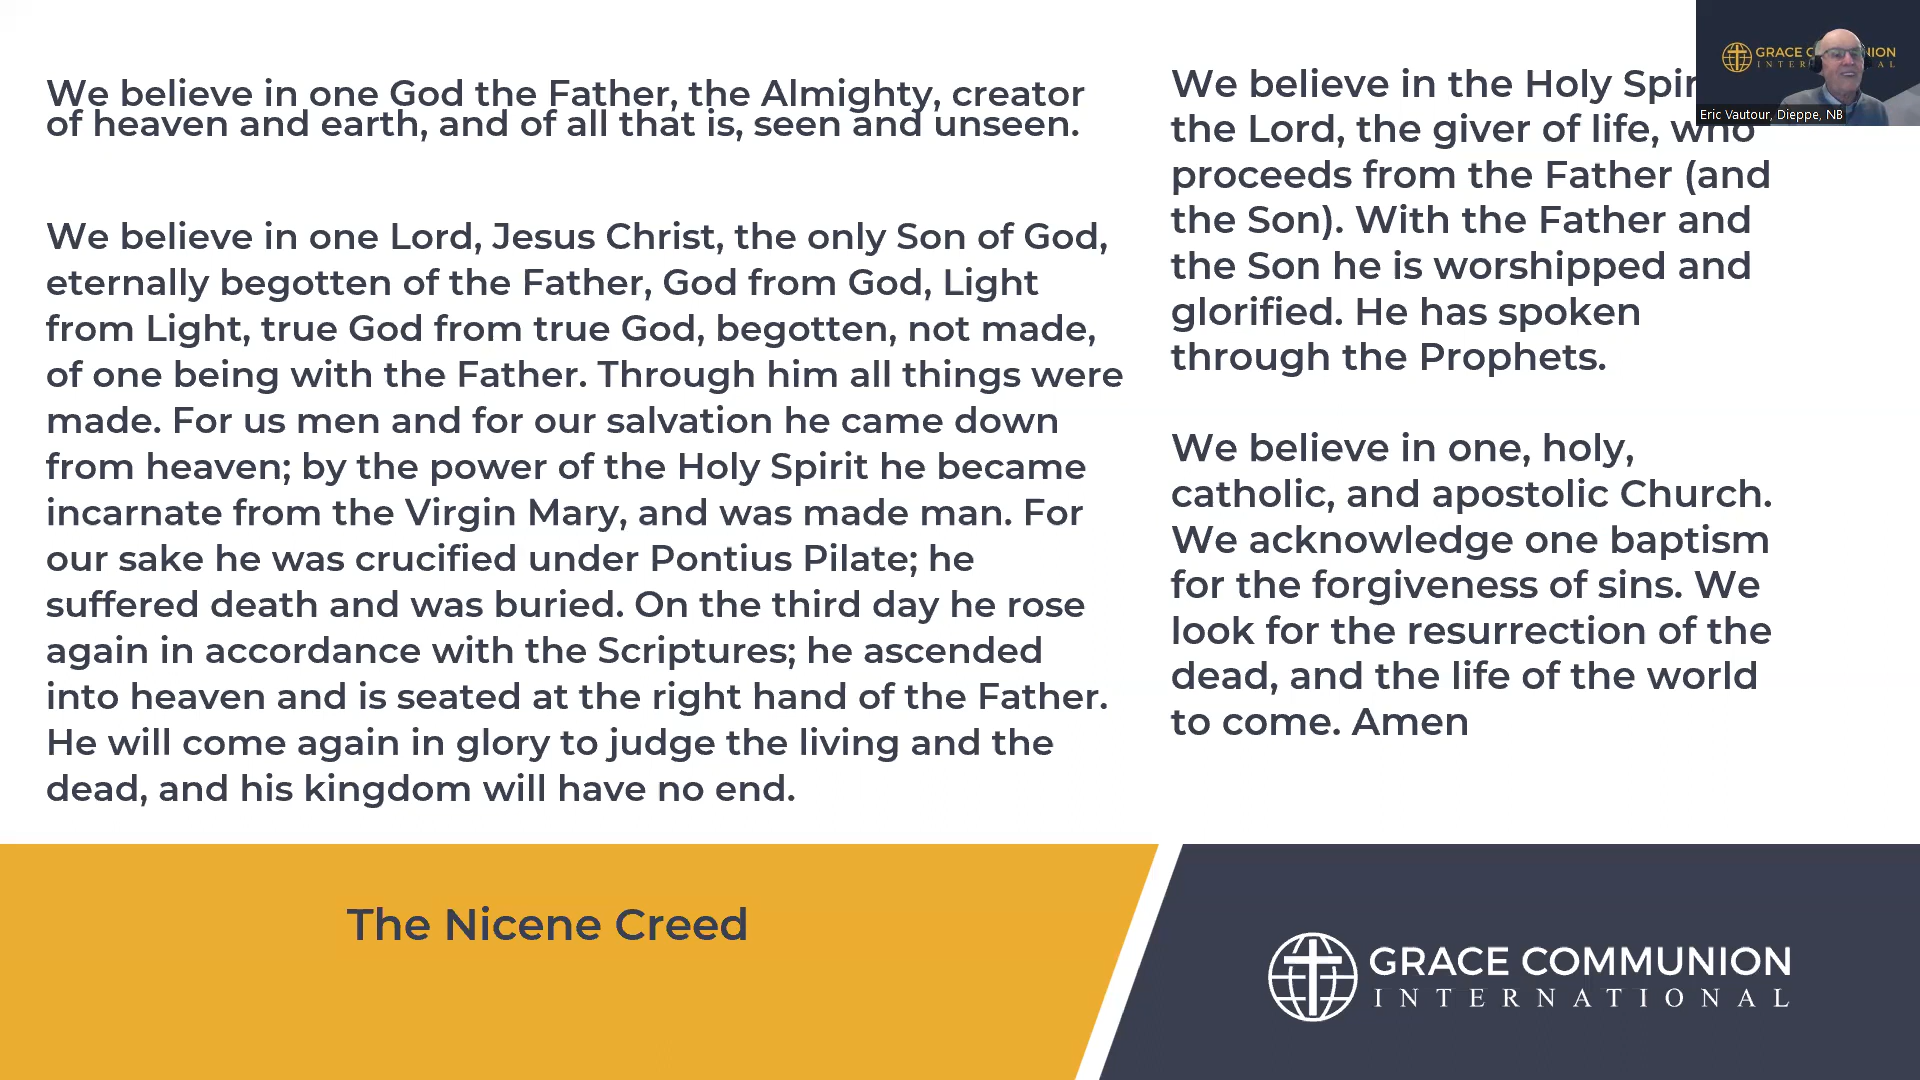 We believe in one God the Father, the Almighty, creator
of heaven and earth, and of all that is, seen and unseen.
We believe in one Lord, Jesus Christ, the only Son of God,
eternally begotten of the Father, God from God, Light
from Light, true God from true God, begotten, not made,
of one being with the Father. Through him all things were
made. For us men and for our salvation he came down
from heaven; by the power of the Holy Spirit he became
incarnate from the Virgin Mary, and was made man. For
our sake he was crucified under Pontius Pilate; he
suffered death and was buried. On the third day he rose
again in accordance with the Scriptures; he ascended
into heaven and is seated at the right hand of the Father.
He will come again in glory to judge the living and the
dead, and his kingdom will have no end.
We believe in the Holy
the Lord, the giver of life, who
proceeds from the Father (and
the Son). With the Father and
the Son he is worshipped and
glorified. He has spoken
through the Prophets.
We believe in one, holy,
catholic, and apostolic Church.
We acknowledge one baptism
for the forgiveness of sins. We
look for the resurrection of the
dead, and the life of the world
to come. Amen
GRACE
Eric Vautour, Dieppe, NB
The Nicene Creed
GRACE COMMUNION
INTERNATIONAL